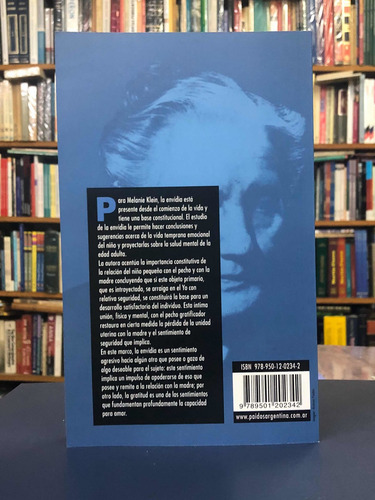 Para Melanie Klein, la envidia está
presente desde el comienzo de la vida y
tiene una base constitucional. El estudio
de la envidia le permite hacer conclusiones y
sugerencias acerca de la vida temprana emocional
del niño y proyectarlas sobre la salud mental de la
edad adulta.
La autora acentúa la importancia constitutiva de
la relación del niño pequeño con el pecho y con la
madre concluyendo que si este objeto primario,
que es introyectado, se arraiga en el Yo con
relativa seguridad, se constituirá la base para un
desarrollo satisfactorio del individuo. Esta íntima
unión, física y mental, con el pecho gratificador
restaura en cierta medida la pérdida de la unidad
uterina con la madre y el sentimiento de
seguridad que implica.
En este marco, la envidia es un sentimiento
agresivo hacia algún otro que posee o goza de
algo deseable para el sujeto: este sentimiento
implica un impulso de apoderarse de eso que
posee y remite a la relación con la madre; por
otro lado, la gratitud es uno de los sentimientos
que fundamentan profundamente la capacidad
para amar.
ISBN 978-950-12-0234-2
9 789501 202342
www.paidosargentina.com.ar